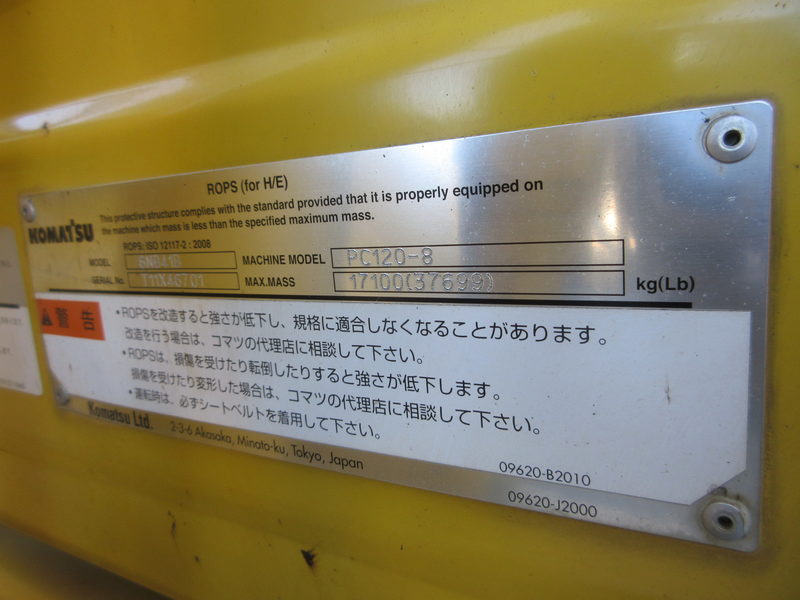 ROPS (for H/E)
KOMATSU
This protective structure complies with the standard provided that it is properly equipped on
the machine which mass is less than the specified maximum mass.
ROPS: ISO 12117-2 : 2008
MODEL MACHINE MODEL PC120-8
SERIAL No. T11X46701 MAX.MASS 17100(37699) kg(Lb)
警告
・ROPSを改造すると強さが低下し、規格に適合しなくなることがあります。
改造を行う場合は、コマツの代理店に相談して下さい。
・ROPSは、損傷を受けたり転倒したりすると強さが低下します。
損傷を受けたり変形した場合は、コマツの代理店に相談して下さい。
・運転時は、必ずシートベルトを着用して下さい。
Komatsu Ltd.
2-3-6 Akasaka, Minato-ku, Tokyo, Japan
09620-B2010
09620-J2000